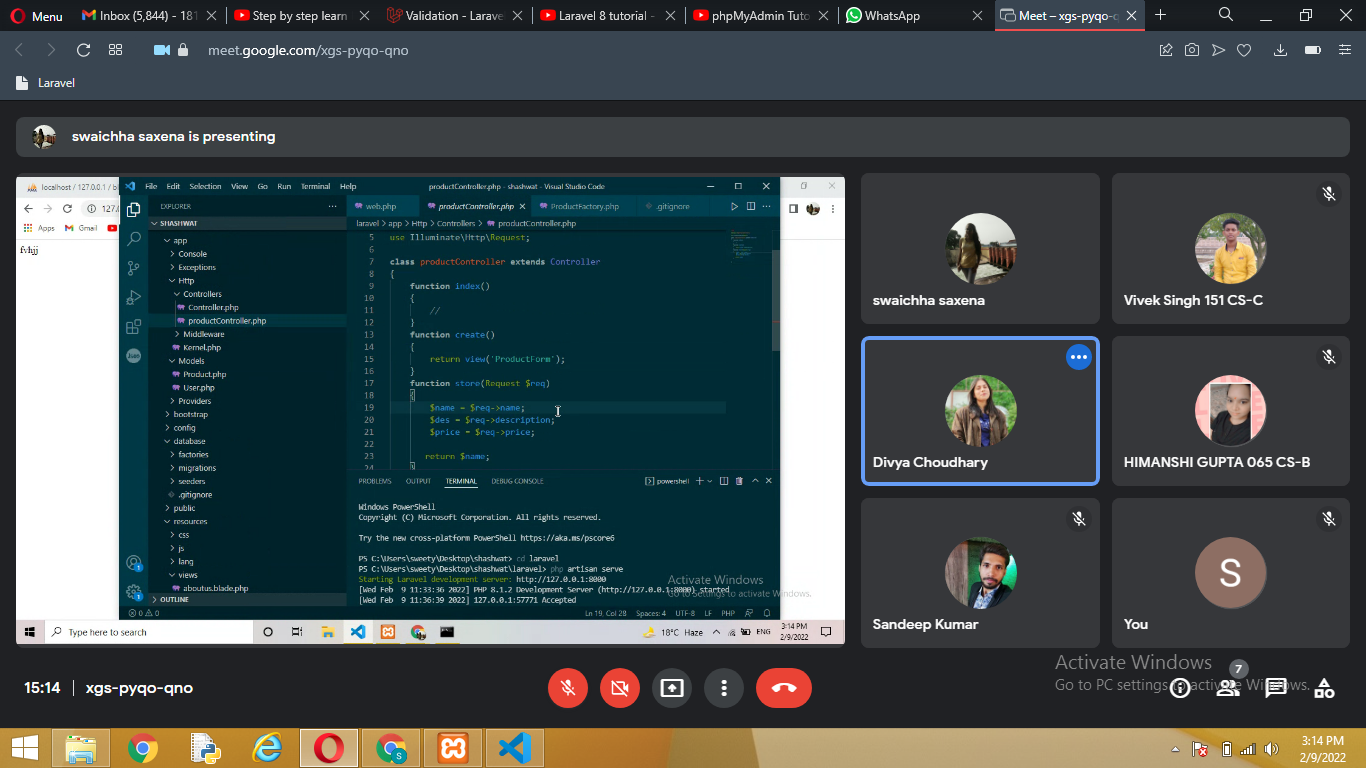 Menu
Inbox (5,844) - 181
Step by step learn
Validation - Larave
Laravel 8 tutorial -
phpMyAdmin Tuto
WhatsApp
Meet – xgs-pyqo-q
meet.google.com/xgs-pyqo-qno
Laravel
swaichha saxena is presenting
localhost / 127.0.0.1 / bl
127.
Apps
Gmail
fvhjj
File Edit Selection View Go Run Terminal Help
productController.php - shashwat - Visual Studio Code
EXPLORER
SHASHWAT
app
Console
Exceptions
Http
Controllers
Controller.php
productController.php
Middleware
Kernel.php
Models
Product.php
User.php
Providers
bootstrap
config
database
factories
migrations
seeders
.gitignore
public
resources
css
js
lang
views
aboutus.blade.php
OUTLINE
web.php
productController.php
ProductFactory.php
.gitignore
laravel > app > Http > Controllers > productController.php
5 use Illuminate\Http\Request;
6
7 class productController extends Controller
8 {
9 function index()
10 {
11 //
12 }
13 function create()
14 {
15 return view('ProductForm');
16 }
17 function store(Request $req)
18 {
19 $name = $req->name;
20 $des = $req->description;
21 $price = $req->price;
22
23 return $name;
24 }
PROBLEMS OUTPUT TERMINAL DEBUG CONSOLE
powershell
Windows PowerShell
Copyright (C) Microsoft Corporation. All rights reserved.
Try the new cross-platform PowerShell https://aka.ms/pscore6
PS C:\Users\sweety\Desktop\shashwat> cd laravel
PS C:\Users\sweety\Desktop\shashwat\laravel> php artisan serve
Starting Laravel development server: http://127.0.0.1:8000
[Wed Feb 9 11:33:36 2022] PHP 8.1.2 Development Server (http://127.0.0.1:8000) started
[Wed Feb 9 11:36:39 2022] 127.0.0.1:57771 Accepted
Activate Windows
Go to Settings to activate Windows.
0 0
Ln 19, Col 28 Spaces: 4 UTF-8 LF PHP
Type here to search
18°C Haze
ENG
3:14 PM
2/9/2022
swaichha saxena
Vivek Singh 151 CS-C
Divya Choudhary
HIMANSHI GUPTA 065 CS-B
Sandeep Kumar
S
You
15:14 | xgs-pyqo-qno
7
Activate Windows
Go to PC settings to activate Windows.
3:14 PM
2/9/2022